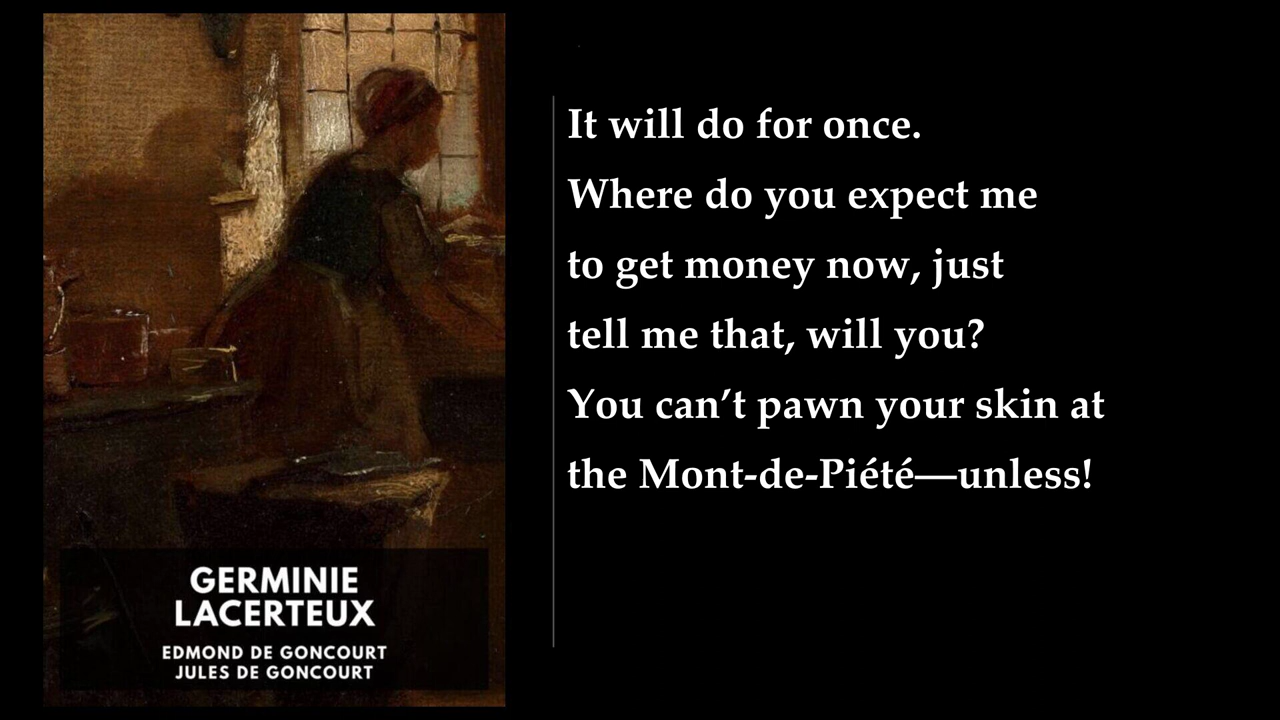 It will do for once.
Where do you expect me
to get money now, just
tell me that, will you?
You can’t pawn your skin at
the Mont-de-Piété—unless!
GERMINIE
LACERTEUX
EDMOND DE GONCOURT
JULES DE GONCOURT